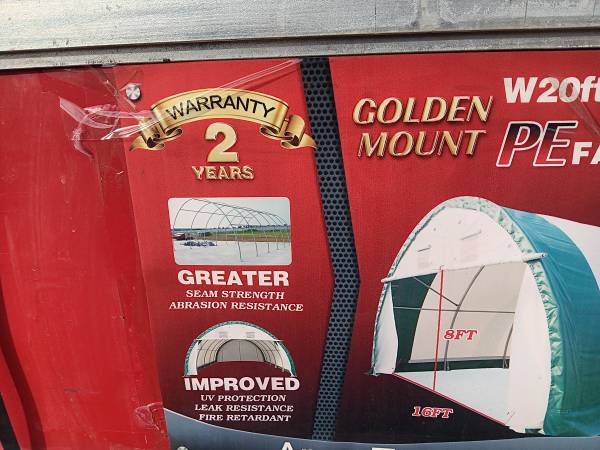 WARRANTY
2
YEARS
GREATER
SEAM STRENGTH
ABRASION RESISTANCE
IMPROVED
UV PROTECTION
LEAK RESISTANCE
FIRE RETARDANT
GOLDEN
MOUNT
W20ft
PE
8FT
16FT